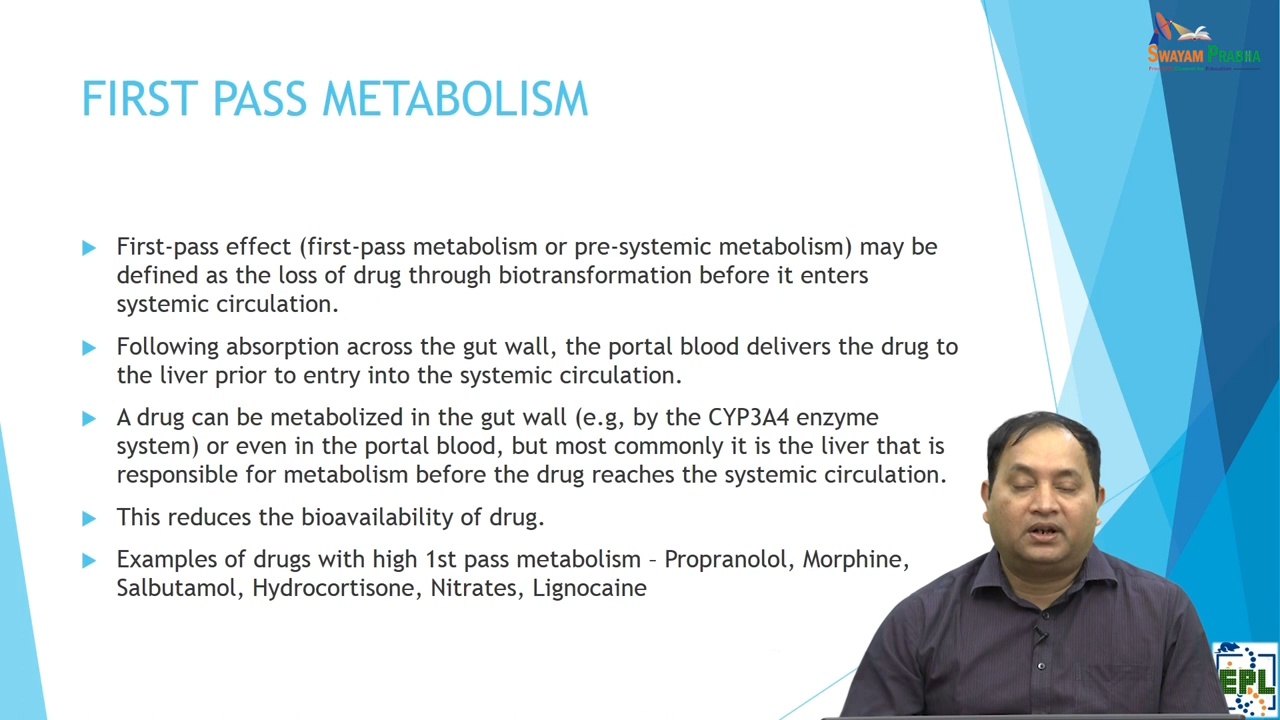 SWAYAM PRABHA
FIRST PASS METABOLISM
First-pass effect (first-pass metabolism or pre-systemic metabolism) may be
defined as the loss of drug through biotransformation before it enters
systemic circulation.
Following absorption across the gut wall, the portal blood delivers the drug to
the liver prior to entry into the systemic circulation.
A drug can be metabolized in the gut wall (e.g, by the CYP3A4 enzyme
system) or even in the portal blood, but most commonly it is the liver that is
responsible for metabolism before the drug reaches the systemic circulation.
This reduces the bioavailability of drug.
Examples of drugs with high 1st pass metabolism – Propranolol, Morphine,
Salbutamol, Hydrocortisone, Nitrates, Lignocaine
EPL